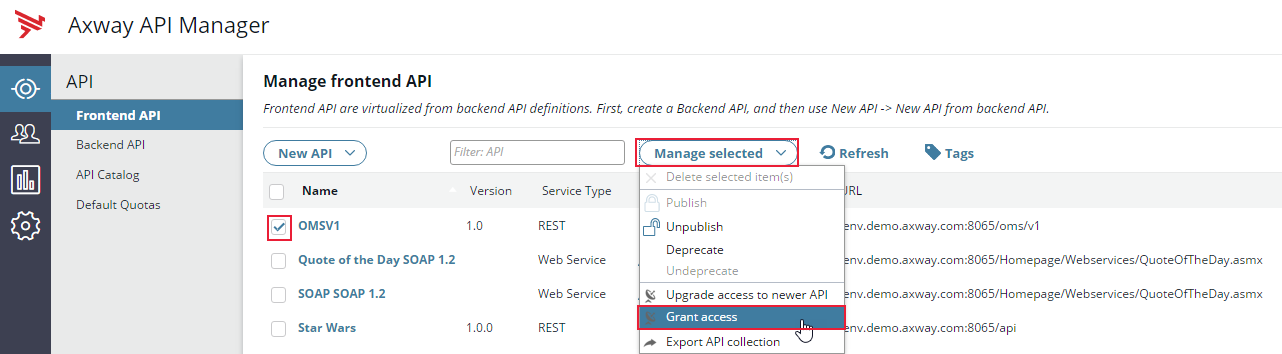 Axway API Manager
API
Frontend API
Backend API
API Catalog
Default Quotas
Manage frontend API
Frontend API are virtualized from backend API definitions. First, create a Backend API, and then use New API -> New API from backend API.
New API
Filter: API
Manage selected
Refresh
Tags
Name Version Service Type URL
OMSV1 1.0 REST env.demo.axway.com:8065/oms/v1
Quote of the Day SOAP 1.2 Web Service env.demo.axway.com:8065/Homepage/Webservices/QuoteOfTheDay.asmx
SOAP SOAP 1.2 Web Service env.demo.axway.com:8065/Homepage/Webservices/QuoteOfTheDay.asmx
Star Wars 1.0.0 REST env.demo.axway.com:8065/api
Delete selected item(s)
Publish
Unpublish
Deprecate
Undeprecate
Upgrade access to newer API
Grant access
Export API collection